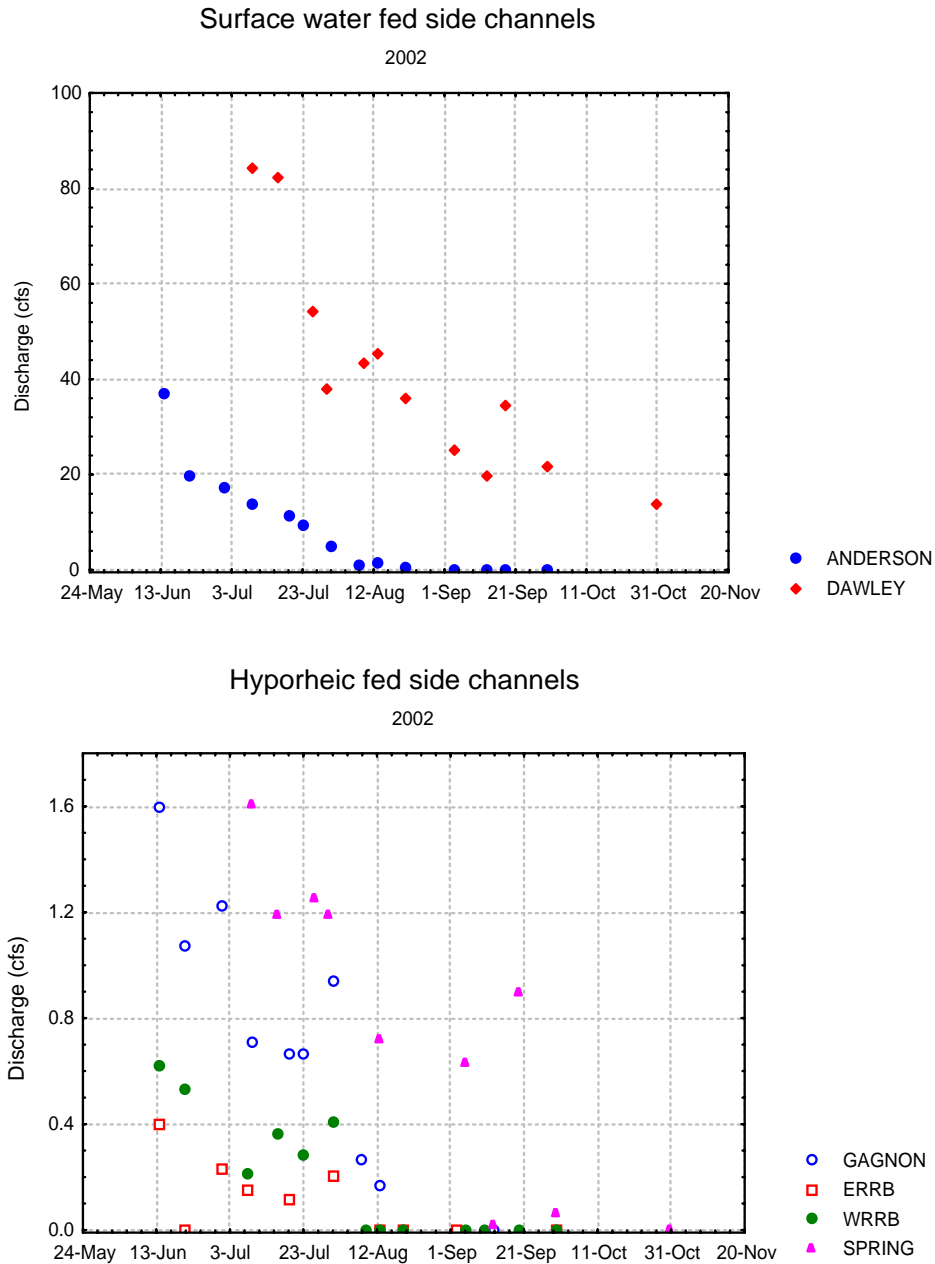 Surface water fed side channels
2002
100
80
60
40
20
0
Discharge (cfs)
24-May 13-Jun 3-Jul 23-Jul 12-Aug 1-Sep 21-Sep 11-Oct 31-Oct 20-Nov
ANDERSON
DAWLEY
Hyporheic fed side channels
2002
1.6
1.2
0.8
0.4
0.0
Discharge (cfs)
24-May 13-Jun 3-Jul 23-Jul 12-Aug 1-Sep 21-Sep 11-Oct 31-Oct 20-Nov
GAGNON
ERRB
WRRB
SPRING